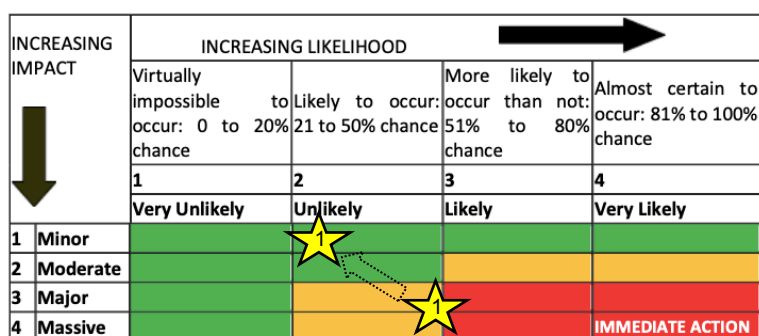 INCREASING IMPACT
INCREASING LIKELIHOOD
Virtually impossible to occur: 0 to 20% chance
Likely to occur: 21 to 50% chance
More likely to occur than not: 51% to 80% chance
Almost certain to occur: 81% to 100% chance
1 2 3 4
Very Unlikely Unlikely Likely Very Likely
1 Minor 1
2 Moderate
3 Major 1
4 Massive IMMEDIATE ACTION